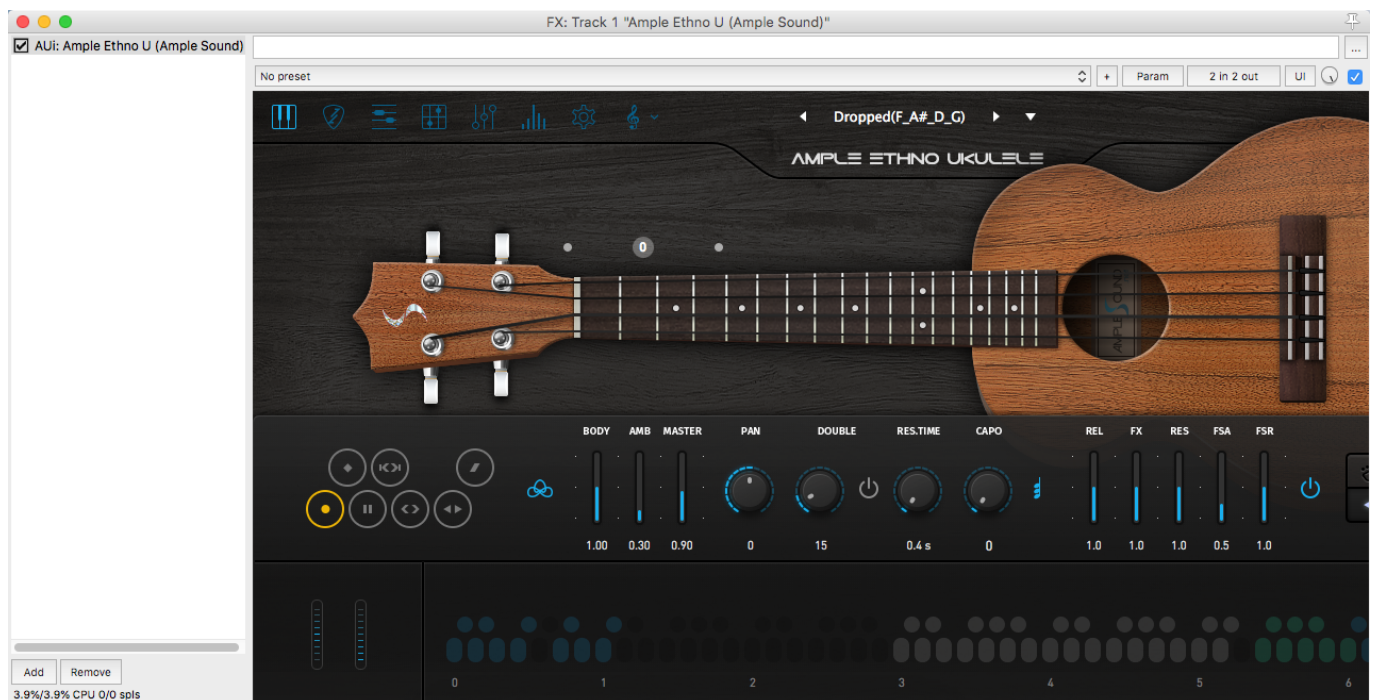 FX: Track 1 "Ample Ethno U (Ample Sound)"
AUi: Ample Ethno U (Ample Sound)
...
No preset
+
Param
2 in 2 out
UI
Dropped(F_A#_D_G)
AMPLE ETHNO UKULELE
0
AMPLE SOUND
BODY AMB MASTER PAN DOUBLE RES.TIME CAPO REL FX RES FSA FSR
1.00 0.30 0.90 0 15 0.4 s 0 1.0 1.0 1.0 0.5 1.0
0 1 2 3 4 5 6
Add Remove
3.9%/3.9% CPU 0/0 spls